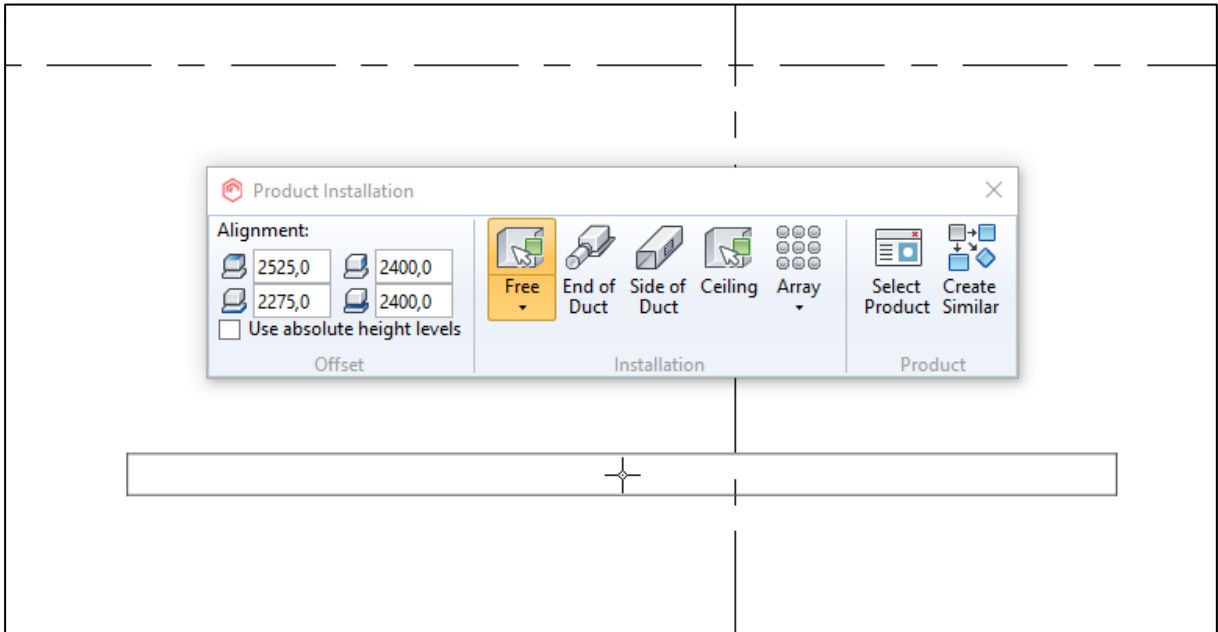 Product Installation
Alignment:
2525,0 2400,0
2275,0 2400,0
Use absolute height levels
Offset
Free End of Duct Side of Duct Ceiling Array
Installation
Select Product Create Similar
Product